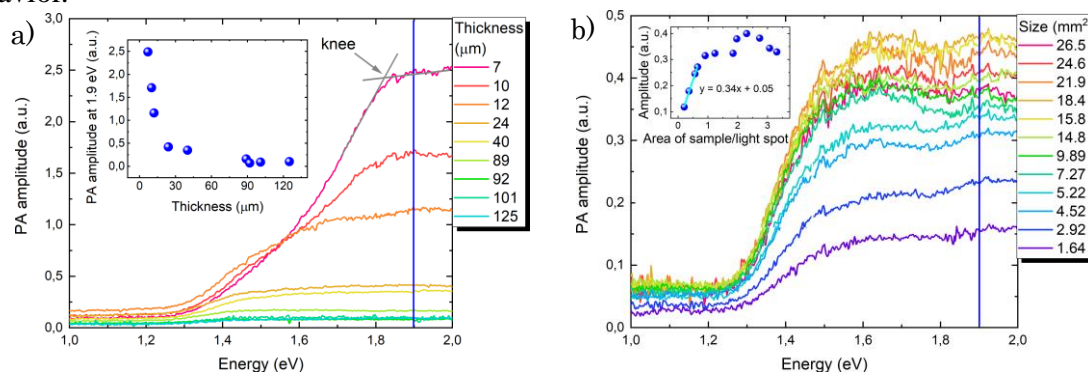 avior.
a)
3,0
2,5
2,0
1,5
1,0
0,5
0,0
PA amplitude (a.u.)
1,0 1,2 1,4 1,6 1,8 2,0
Energy (eV)
PA amplitude at 1.9 eV (a.u.)
2.5
2.0
1.5
1.0
0.5
0.0
0 30 60 90 120
Thickness (μm)
knee
Thickness
(μm)
7
10
12
24
40
89
92
101
125
b)
0,5
0,4
0,3
0,2
0,1
0,0
PA amplitude (a.u.)
1,0 1,2 1,4 1,6 1,8 2,0
Energy (eV)
Amplitude (a.u.)
0,4
0,3
0,2
0,1
0,0
y = 0.34x + 0.05
0 1 2 3
Area of sample/light spot
Size (mm²)
26.5
24.6
21.9
18.4
15.8
14.8
9.89
7.27
5.22
4.52
2.92
1.64